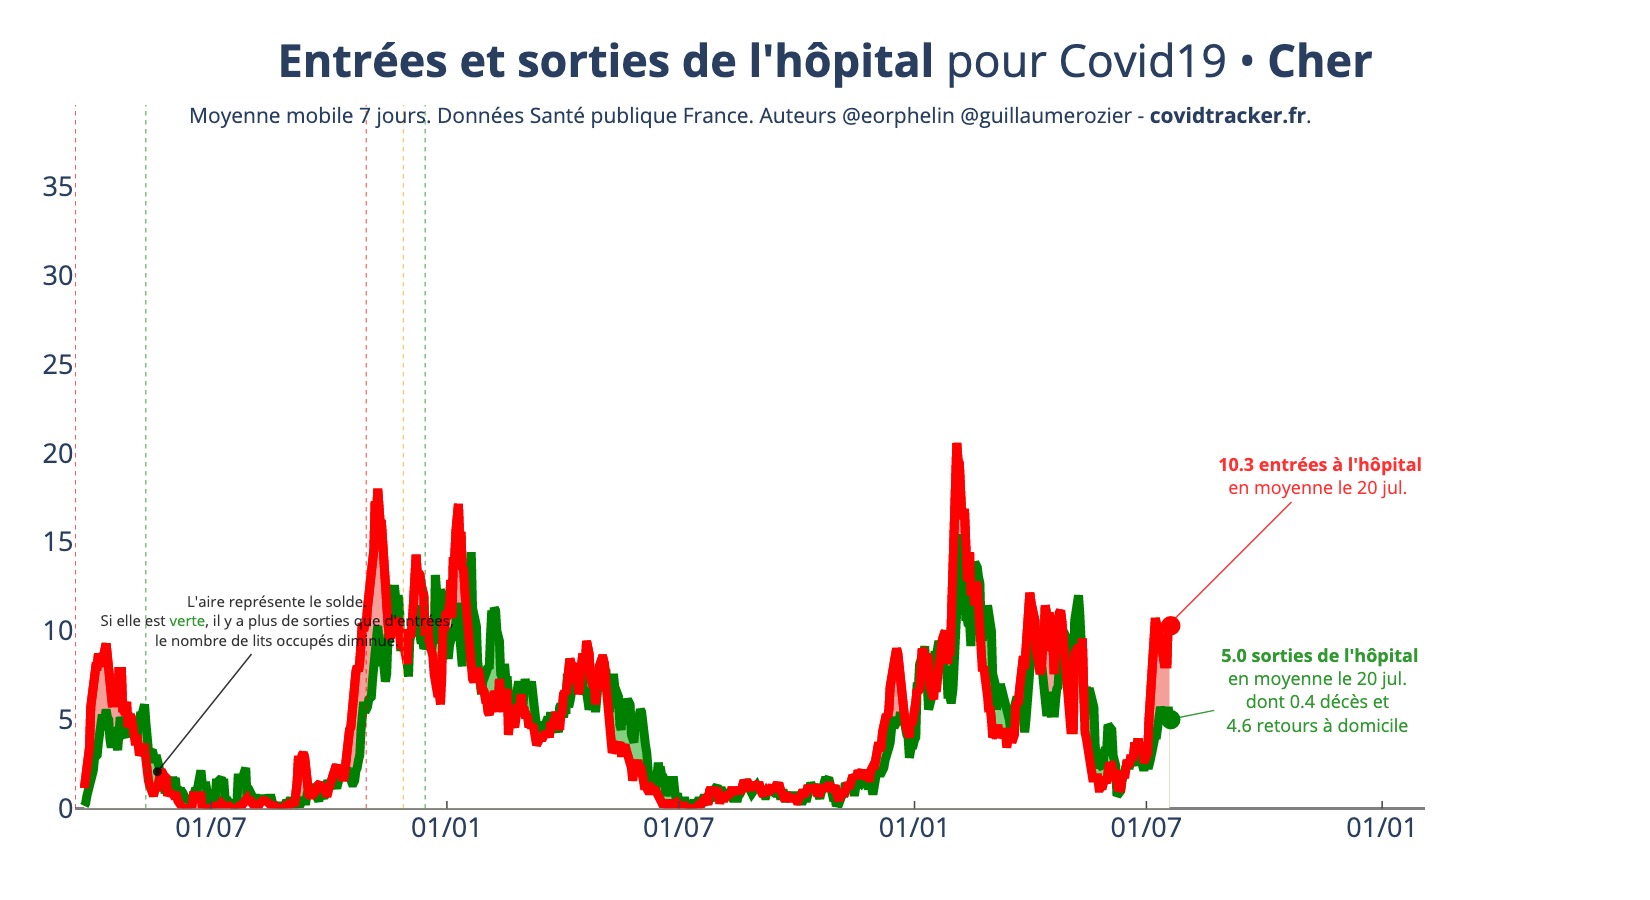 Entrées et sorties de l'hôpital pour Covid19 • Cher
Moyenne mobile 7 jours. Données Santé publique France. Auteurs @eorphelin @guillaumerozier - covidtracker.fr.
35
30
25
20
15
10
5
0
10.3 entrées à l'hôpital
en moyenne le 20 jul.
L'aire représente le solde.
Si elle est verte, il y a plus de sorties que d'entrées,
le nombre de lits occupés diminue
5.0 sorties de l'hôpital
en moyenne le 20 jul.
dont 0.4 décès et
4.6 retours à domicile
01/07
01/01
01/07
01/01
01/07
01/01